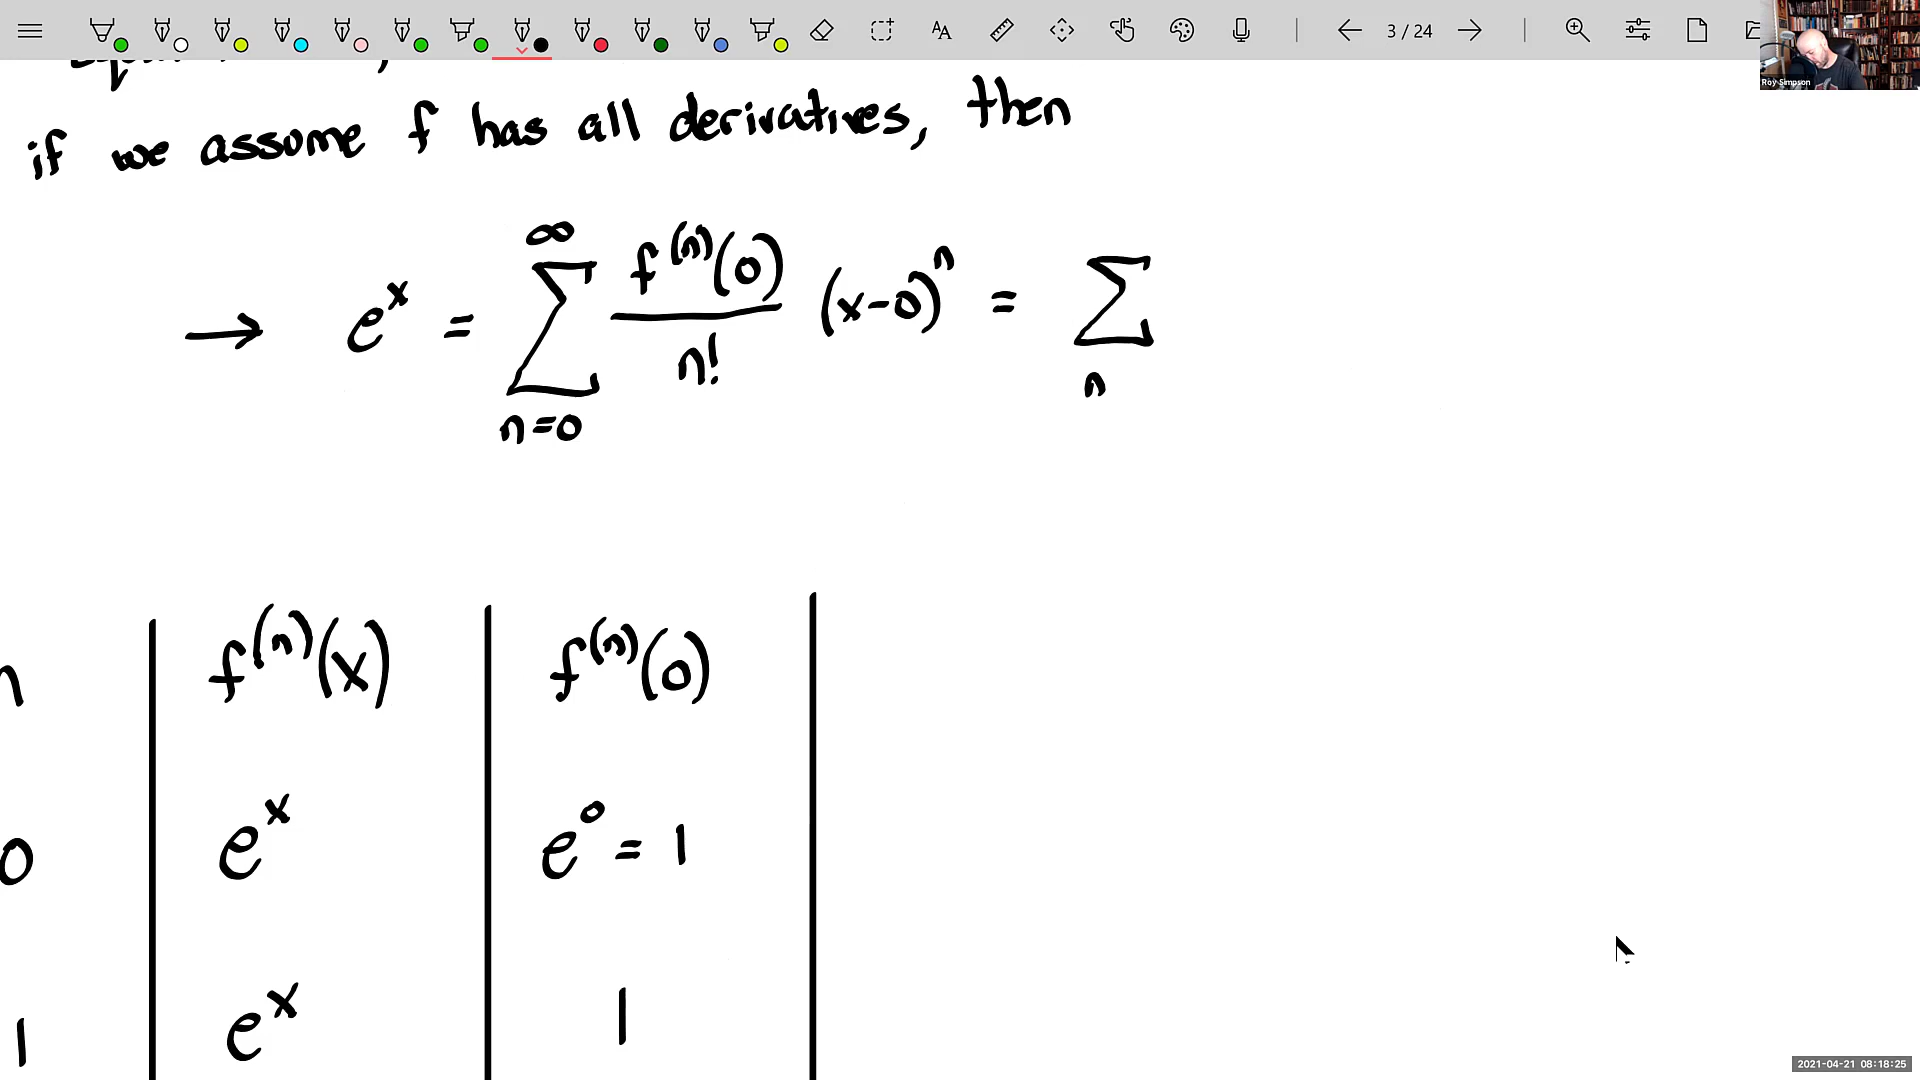 3 / 24
Roy Simpson
if we assume f has all derivatives, then
→ e^x = ∑_{n=0}^{∞} f^{(n)}(0)/n! (x-0)^n = ∑_n
n f^{(n)}(x) f^{(n)}(0)
0 e^x e^0 = 1
1 e^x 1
2021-04-21 08:18:25